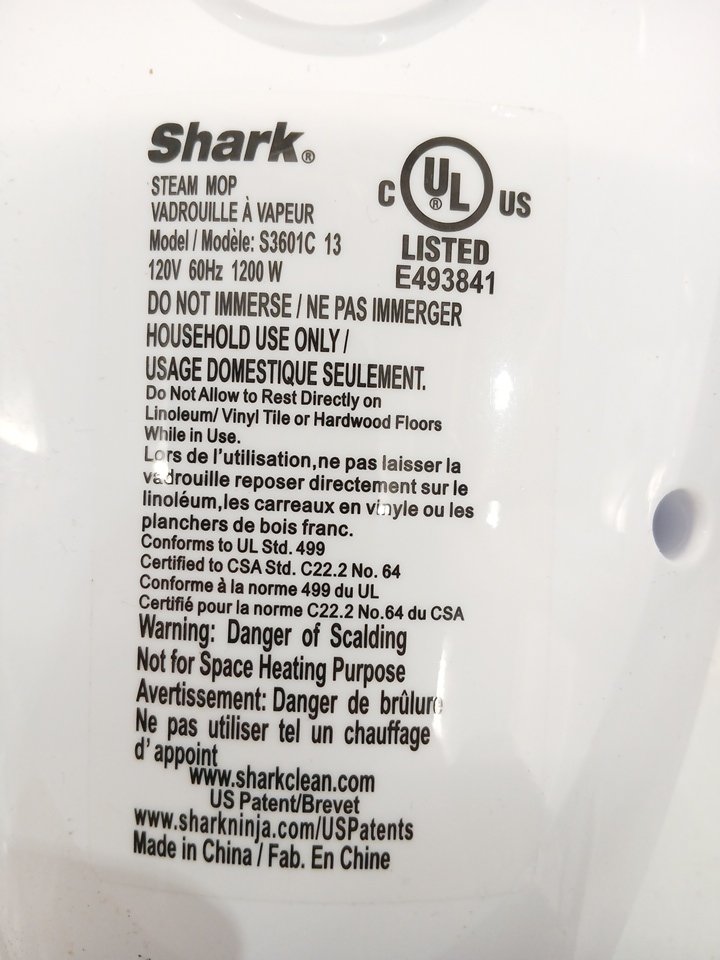 Shark®
STEAM MOP
VADROUILLE À VAPEUR
Model / Modèle: S3601C 13
120V 60Hz 1200 W
C UL® US
LISTED
E493841
DO NOT IMMERSE / NE PAS IMMERGER
HOUSEHOLD USE ONLY /
USAGE DOMESTIQUE SEULEMENT.
Do Not Allow to Rest Directly on
Linoleum/ Vinyl Tile or Hardwood Floors
While in Use.
Lors de l'utilisation,ne pas laisser la
vadrouille reposer directement sur le
linoléum,les carreaux en vinyle ou les
planchers de bois franc.
Conforms to UL Std. 499
Certified to CSA Std. C22.2 No. 64
Conforme à la norme 499 du UL
Certifié pour la norme C22.2 No.64 du CSA
Warning: Danger of Scalding
Not for Space Heating Purpose
Avertissement: Danger de brûlure
Ne pas utiliser tel un chauffage
d' appoint
www.sharkclean.com
US Patent/Brevet
www.sharkninja.com/USPatents
Made in China / Fab. En Chine